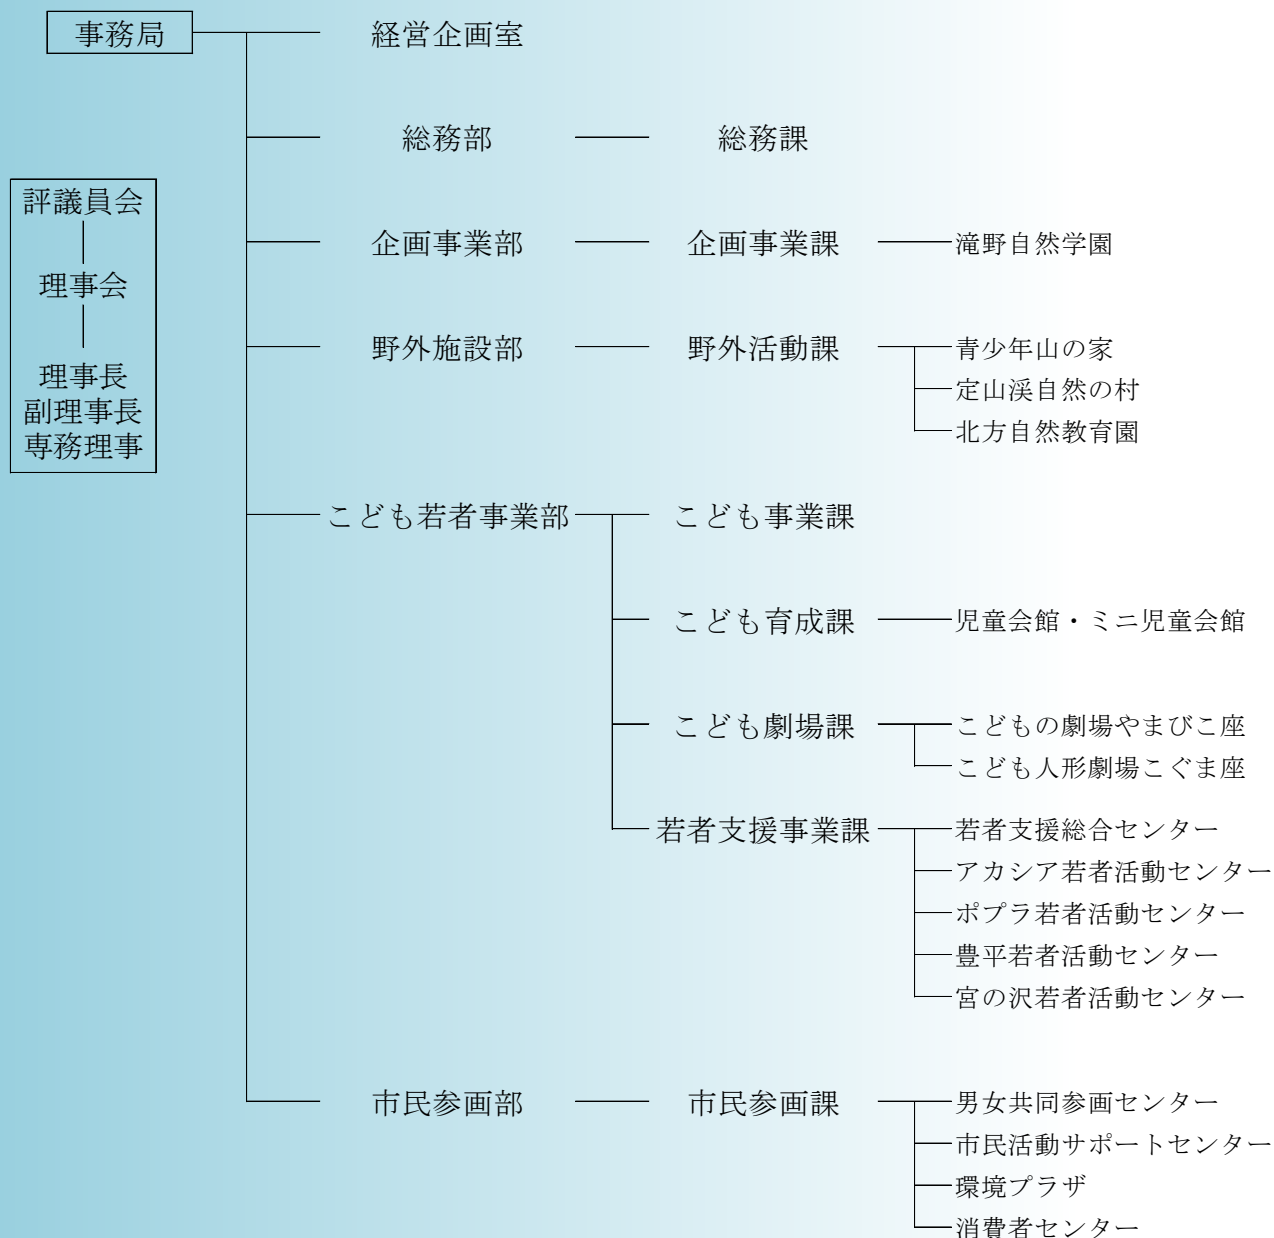 事務局
経営企画室
総務部 総務課
評議員会
理事会
理事長
副理事長
専務理事
企画事業部 企画事業課 滝野自然学園
野外施設部 野外活動課 青少年山の家
定山渓自然の村
北方自然教育園
こども若者事業部 こども事業課
こども育成課 児童会館・ミニ児童会館
こども劇場課 こどもの劇場やまびこ座
こども人形劇場こぐま座
若者支援事業課 若者支援総合センター
アカシア若者活動センター
ポプラ若者活動センター
豊平若者活動センター
宮の沢若者活動センター
市民参画部 市民参画課 男女共同参画センター
市民活動サポートセンター
環境プラザ
消費者センター